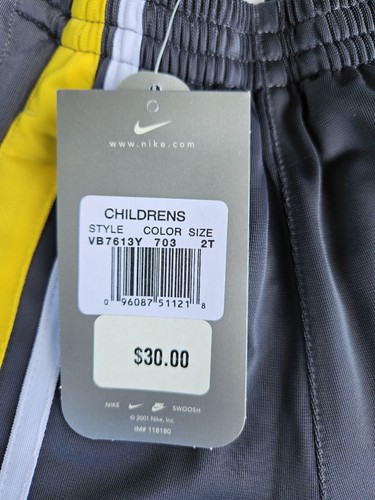 www.nike.com
CHILDRENS
STYLE COLOR SIZE
VB7613Y 703 2T
0 96087 51121 8
$30.00
NIKE SWOOSH
© 2001 Nike, Inc.
IM# 118180